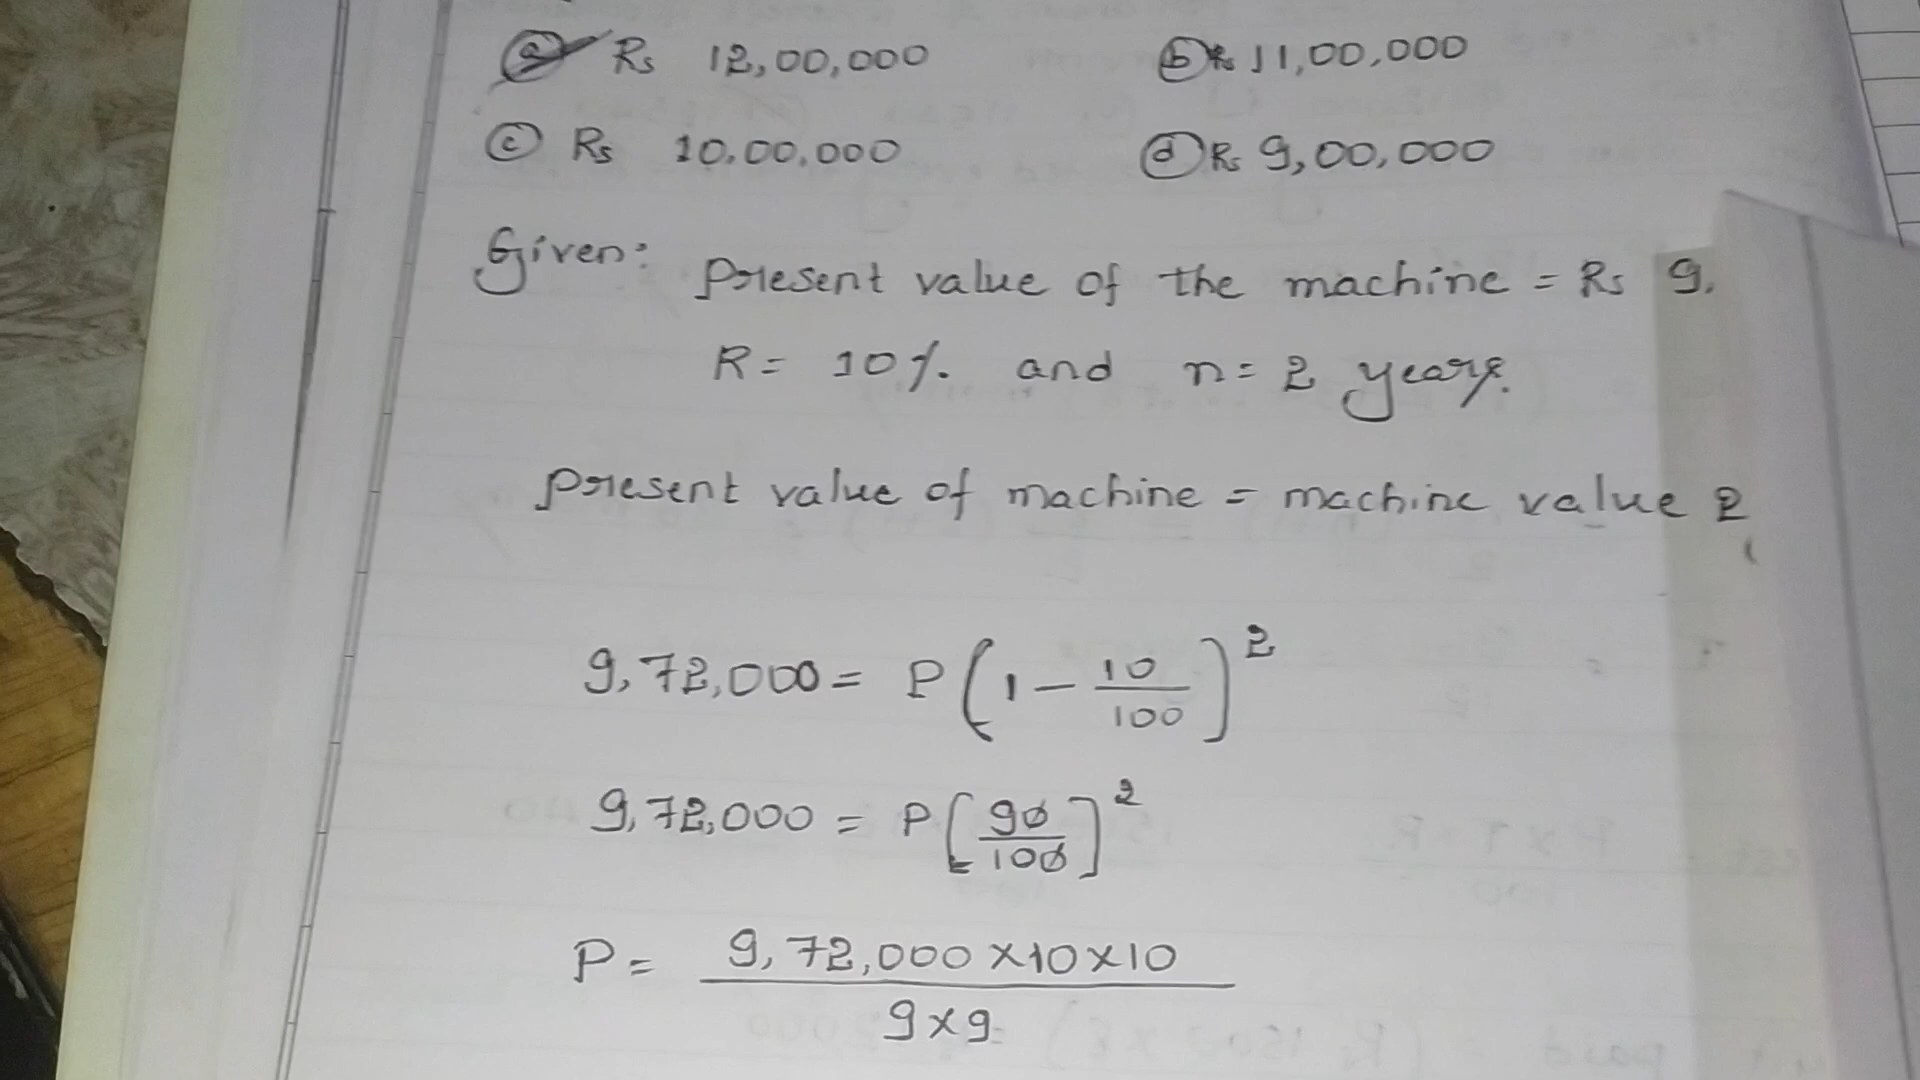 ⓐ Rs 12,00,000 ⓑ Rs 11,00,000
ⓒ Rs 10,00,000 ⓓ Rs 9,00,000
Given: present value of the machine = Rs 9,
R = 10% and n = 2 years.
present value of machine = machine value 2
9,72,000 = P(1 - 10/100)^2
9,72,000 = P[90/100]^2
P = 9,72,000 x 10 x 10 / 9 x 9